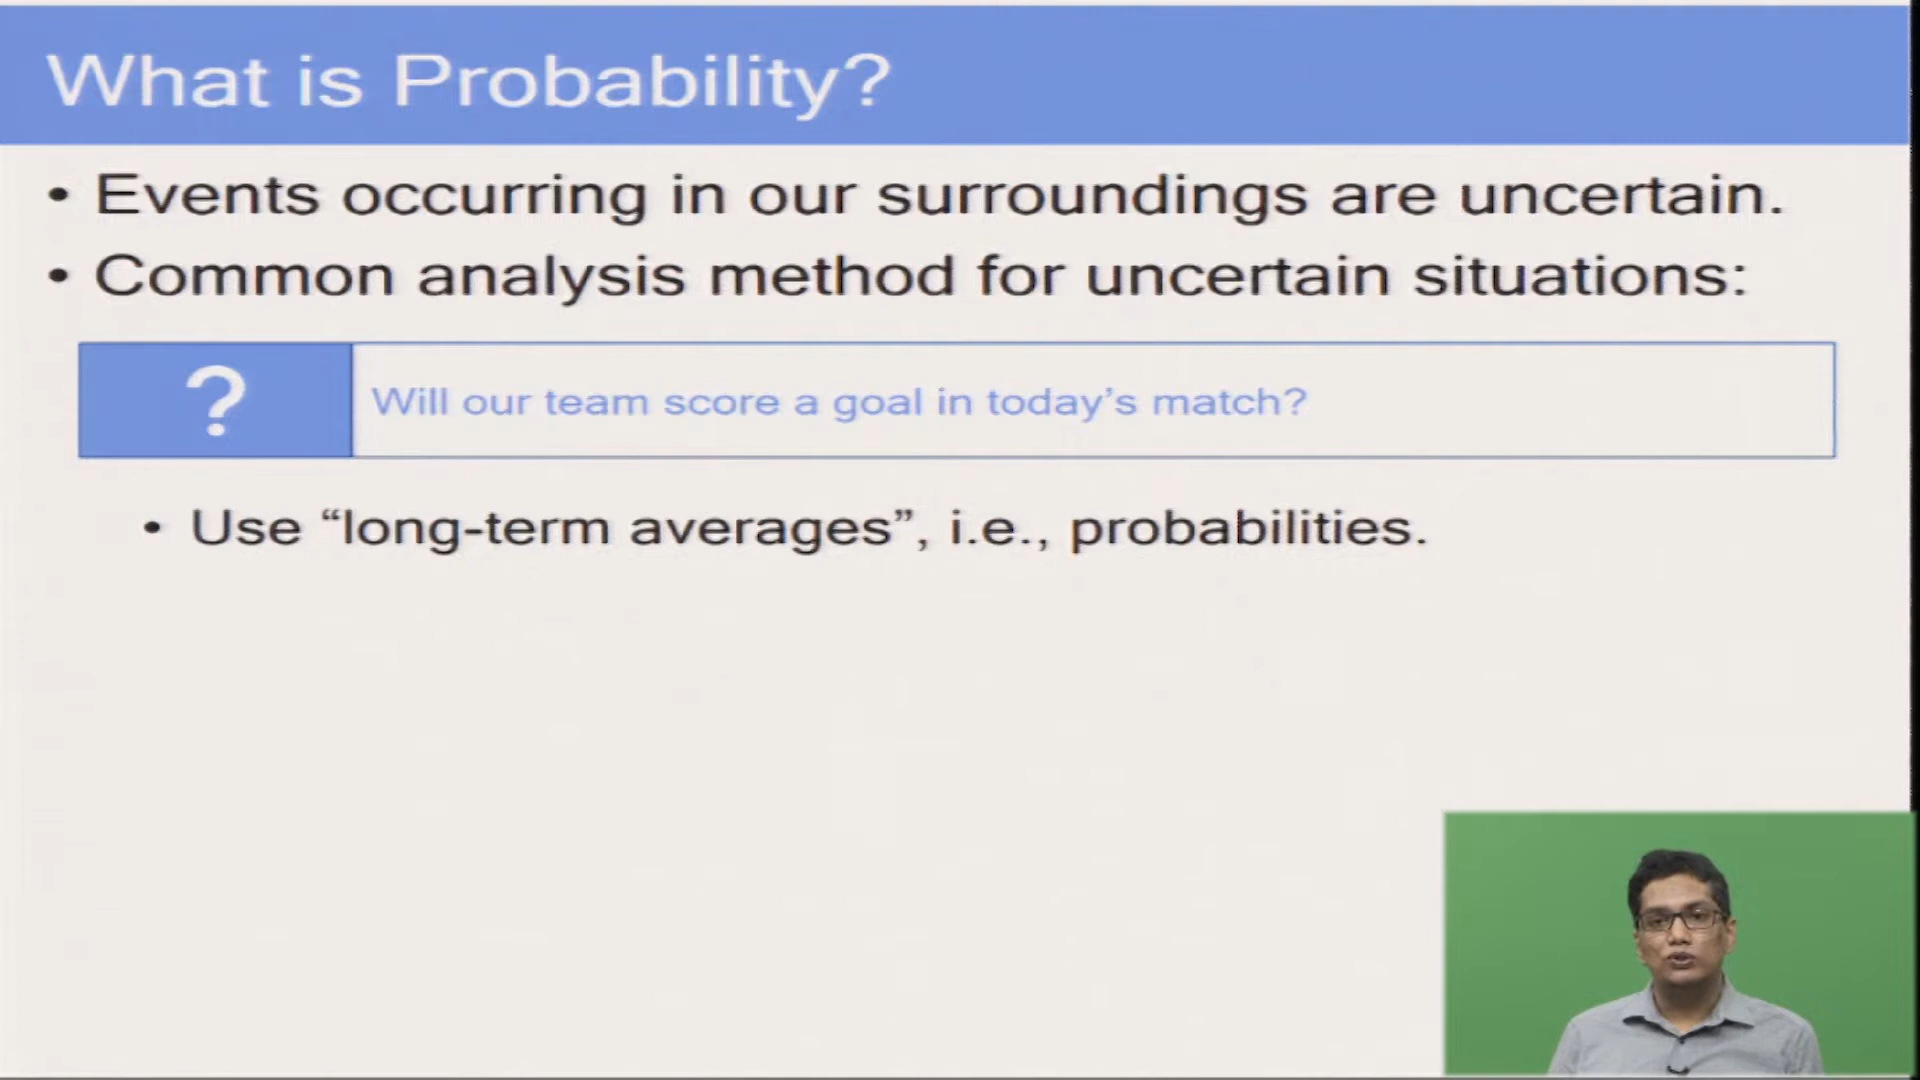 What is Probability?
• Events occurring in our surroundings are uncertain.
• Common analysis method for uncertain situations:
?
Will our team score a goal in today’s match?
• Use “long-term averages”, i.e., probabilities.